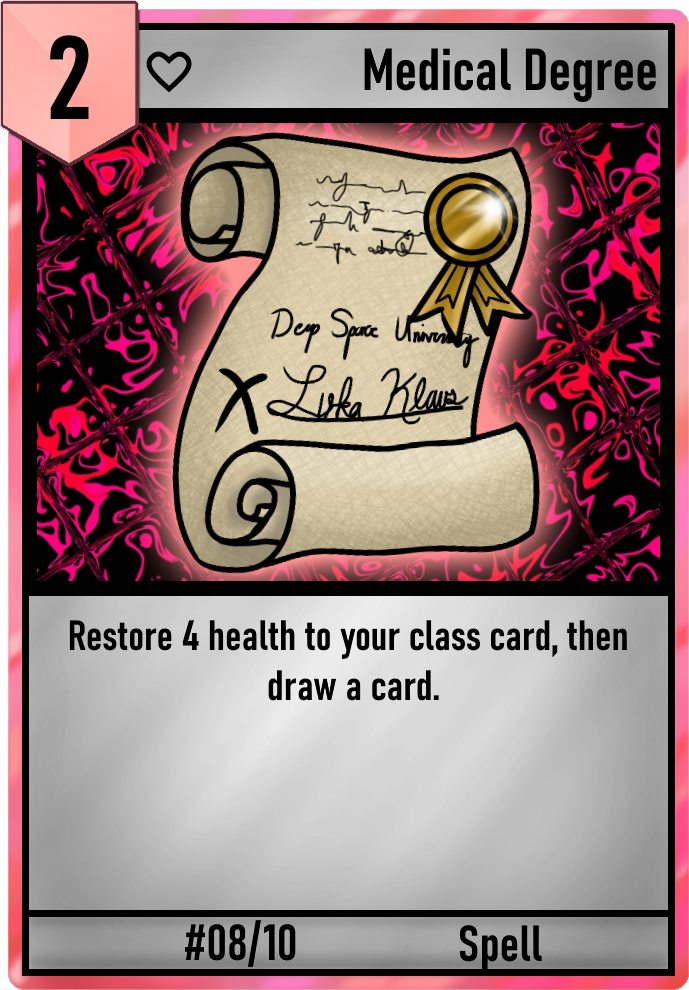 2
Medical Degree
Deep Space University
X Luka Klaus
Restore 4 health to your class card, then
draw a card.
#08/10
Spell